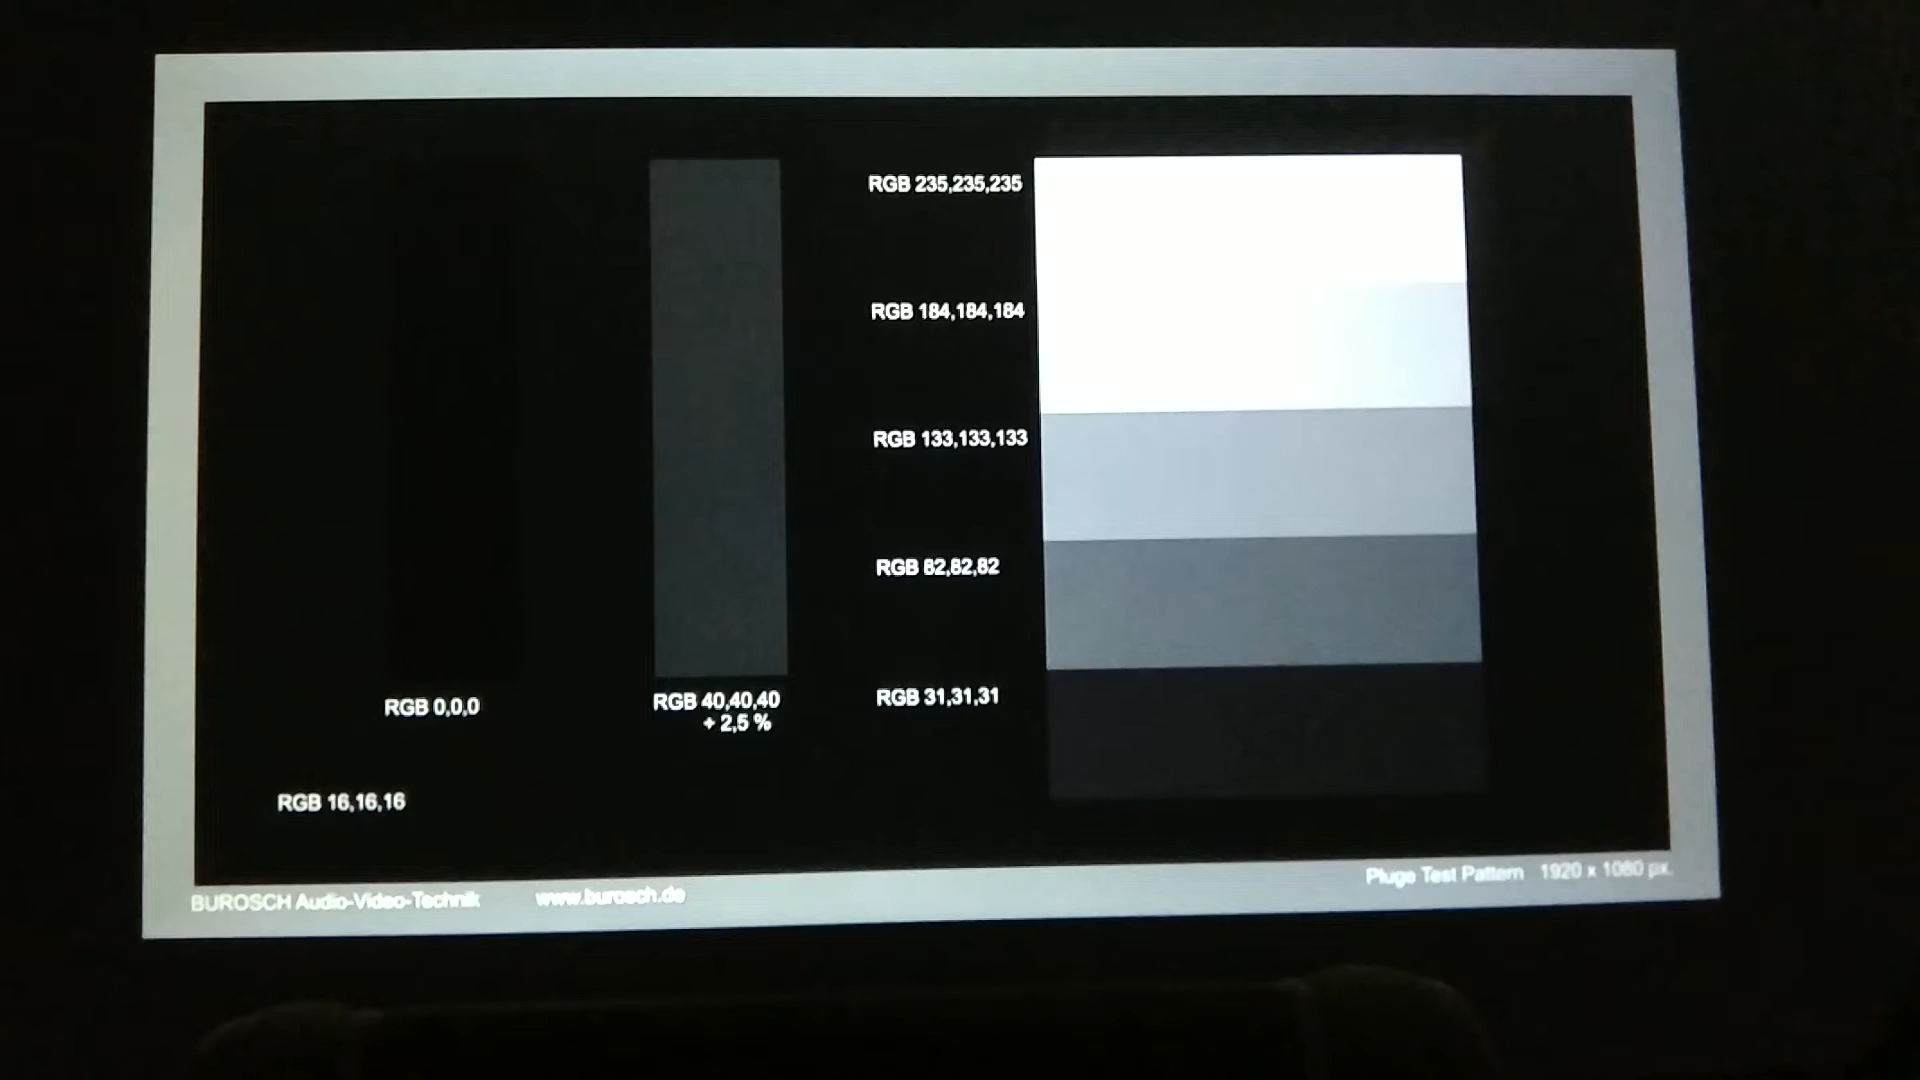 RGB 235,235,235
RGB 184,184,184
RGB 133,133,133
RGB 82,82,82
RGB 31,31,31
RGB 0,0,0
RGB 40,40,40
+ 2,5 %
RGB 16,16,16
BUROSCH Audio-Video-Technik www.burosch.de
Pluge Test Pattern 1920 x 1080 px.